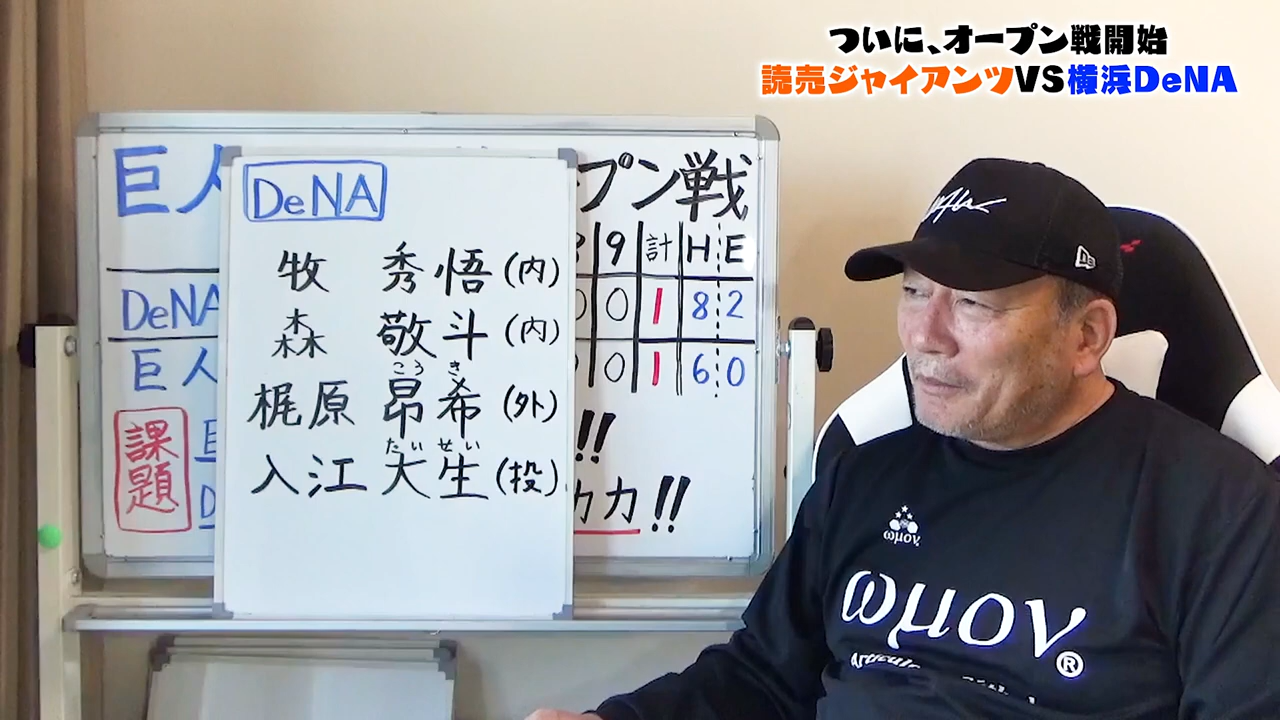 ついに、オープン戦開始
読売ジャイアンツVS横浜DeNA
巨人
プン戦
9 計 H E
DeNA 0 0 1 8 2
巨人 0 1 6 0
課題
!!
カ!!
DeNA
牧 秀悟(内)
森 敬斗(内)
こう き
梶原 昂希(外)
たい せい
入江 大生(投)
ωμον
ωμον®